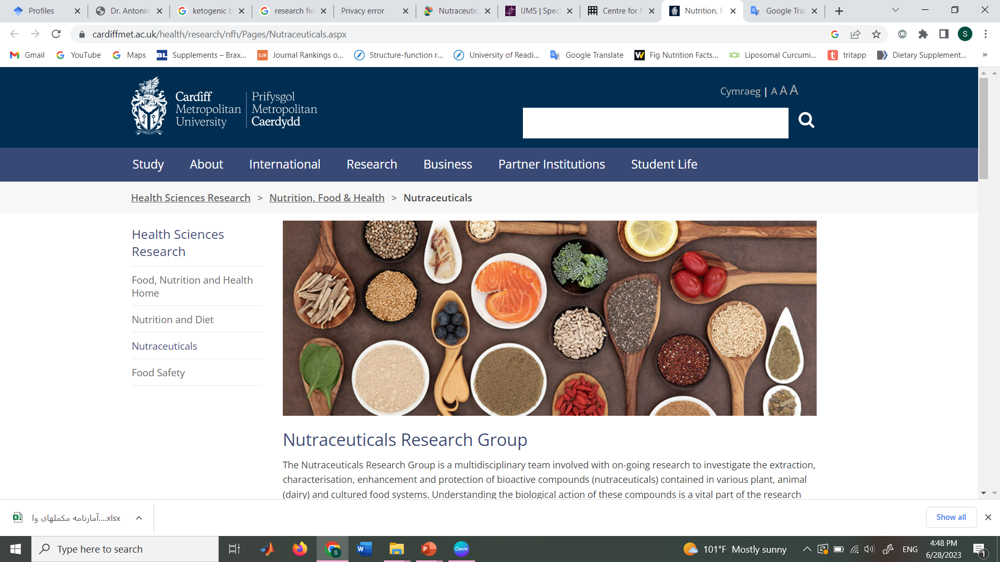 Profiles
Dr. Antonio
ketogenic b
research fie
Privacy error
Nutraceutic
IJMS | Speci
Centre for N
Nutrition, F
Google Tran
cardiffmet.ac.uk/health/research/nfh/Pages/Nutraceuticals.aspx
S
Gmail
YouTube
Maps
BL Supplements – Brax...
SJR Journal Rankings o...
Structure-function r...
University of Readi...
Google Translate
Fig Nutrition Facts...
Liposomal Curcumi...
tritapp
Dietary Supplement...
»
Cymraeg | A A A
Cardiff
Metropolitan
University
Prifysgol
Metropolitan
Caerdydd
Study
About
International
Research
Business
Partner Institutions
Student Life
Health Sciences Research > Nutrition, Food & Health > Nutraceuticals
Health Sciences
Research
Food, Nutrition and Health
Home
Nutrition and Diet
Nutraceuticals
Food Safety
Nutraceuticals Research Group
The Nutraceuticals Research Group is a multidisciplinary team involved with on-going research to investigate the extraction,
characterisation, enhancement and protection of bioactive compounds (nutraceuticals) contained in various plant, animal
(dairy) and cultured food systems. Understanding the biological action of these compounds is a vital part of the research
آمارنامه مکملهای وا....xlsx
Show all
Type here to search
Canva
101°F Mostly sunny
ENG
4:48 PM
6/28/2023
1